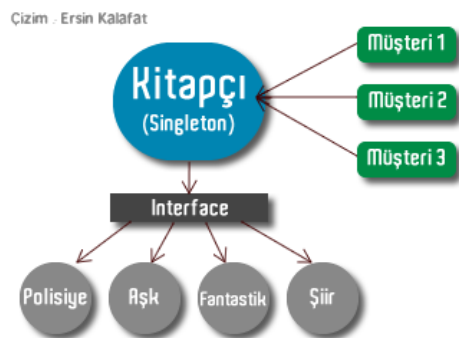 Çizim : Ersin Kalafat
Kitapçı
(Singleton)
Müşteri 1
Müşteri 2
Müşteri 3
Interface
Polisiye
Aşk
Fantastik
Şiir